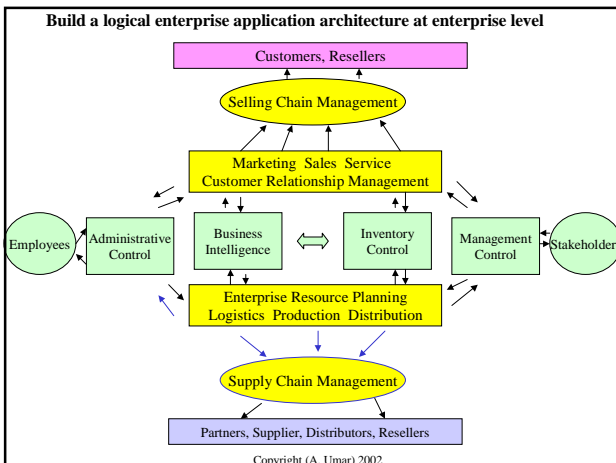 Build a logical enterprise application architecture at enterprise level
Customers, Resellers
Selling Chain Management
Marketing Sales Service
Customer Relationship Management
Employees
Administrative
Control
Business
Intelligence
Inventory
Control
Management
Control
Stakeholder
Enterprise Resource Planning
Logistics Production Distribution
Supply Chain Management
Partners, Supplier, Distributors, Resellers
Copyright (A. Umar) 2002